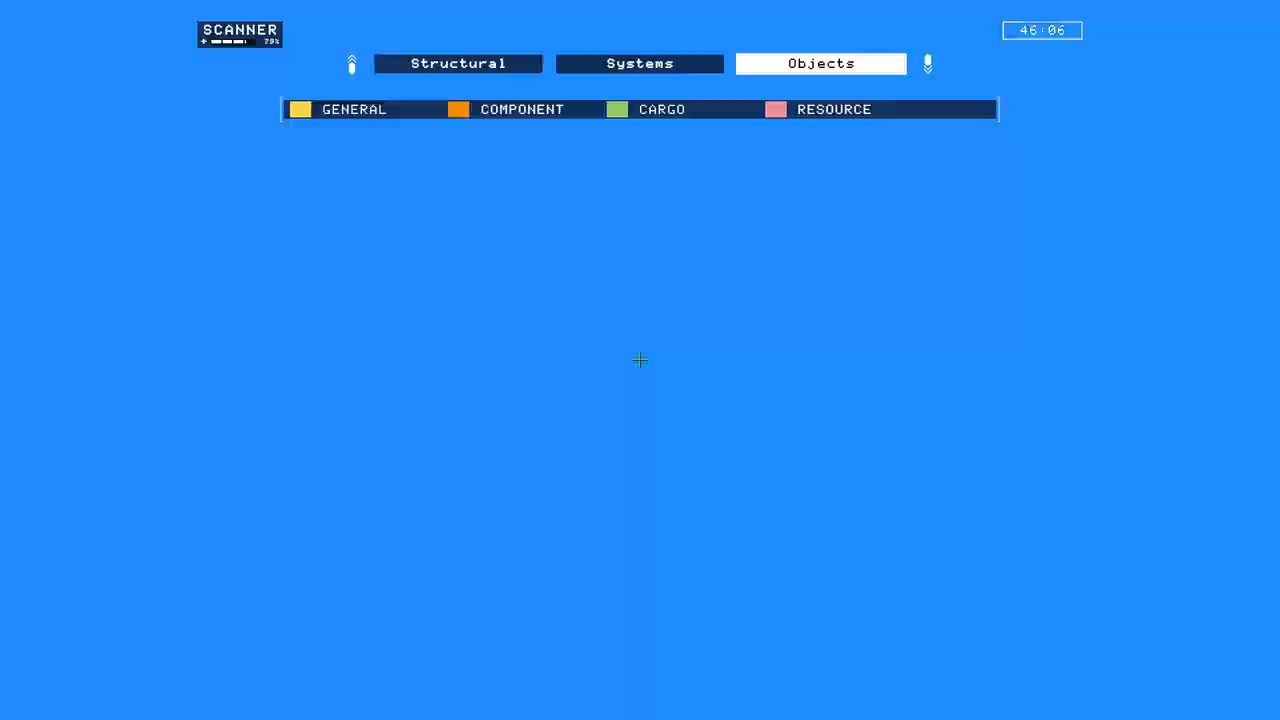 SCANNER
79%
46:06
Structural Systems Objects
GENERAL COMPONENT CARGO RESOURCE